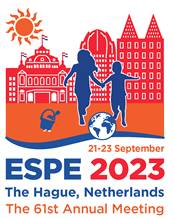 21-23 September
ESPE 2023
The Hague, Netherlands
The 61st Annual Meeting